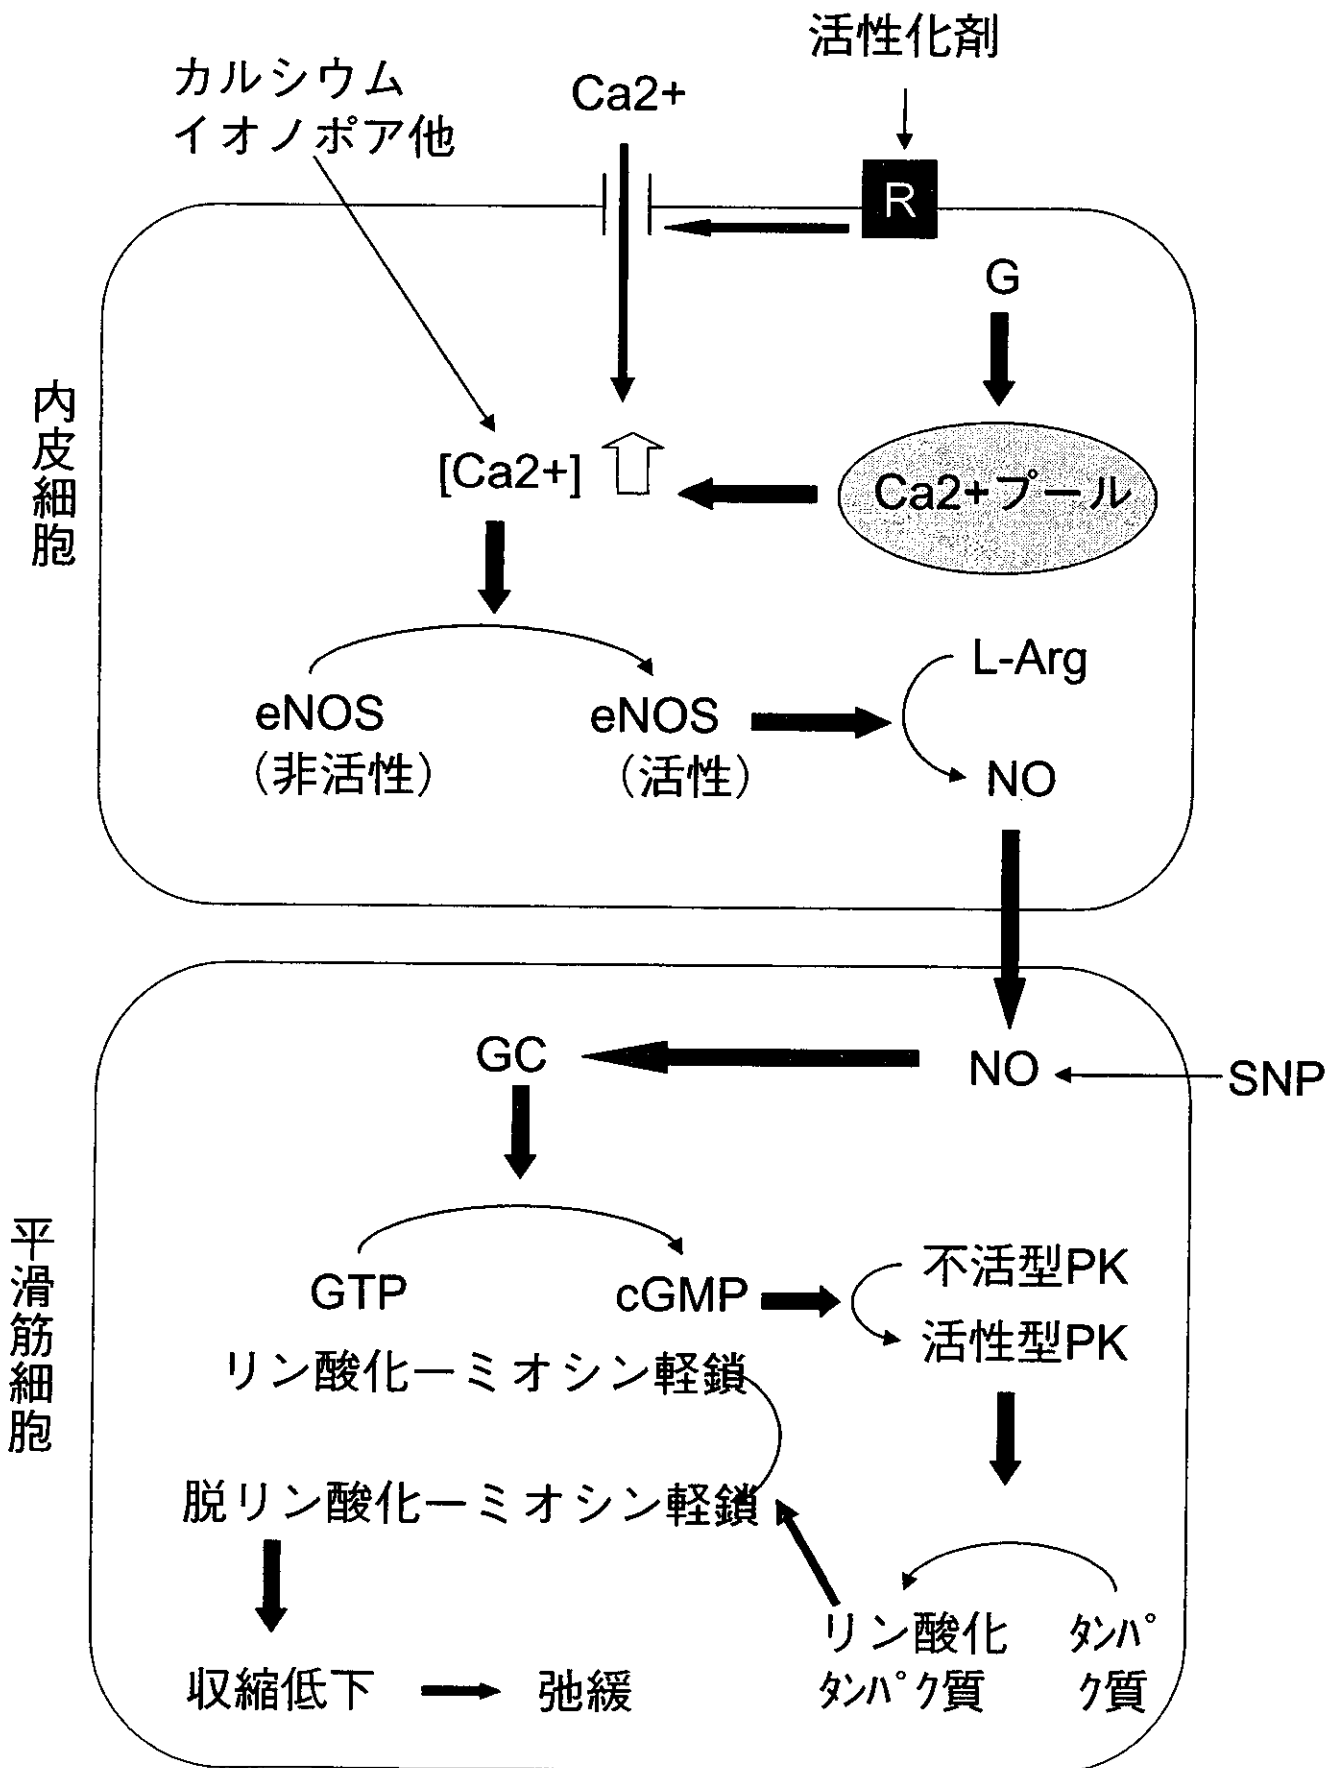 活性化剤
カルシウム
イオノポア他
Ca2+
R
G
内皮細胞
[Ca2+]
Ca2+プール
L-Arg
eNOS
(非活性)
eNOS
(活性)
NO
GC
NO
SNP
平滑筋細胞
GTP
cGMP
不活型PK
活性型PK
リン酸化ーミオシン軽鎖
脱リン酸化ーミオシン軽鎖
リン酸化
ﾀﾝﾊﾟｸ質
ﾀﾝﾊﾟ
ｸ質
収縮低下
弛緩